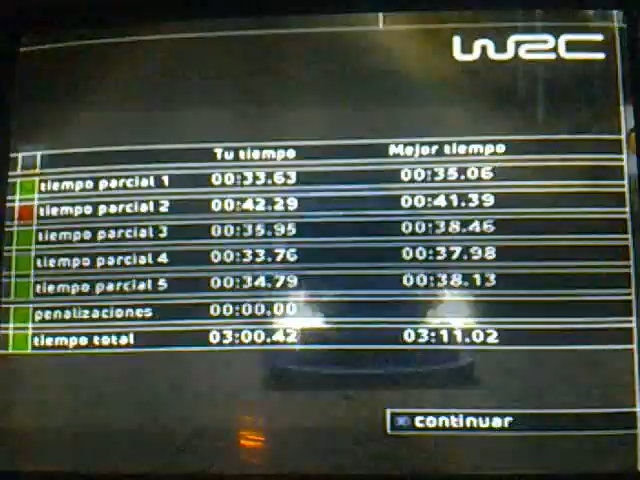 WRC
Tu tiempo Mejor tiempo
tiempo parcial 1 00:33.63 00:35.06
tiempo parcial 2 00:42.29 00:41.39
tiempo parcial 3 00:35.95 00:38.46
tiempo parcial 4 00:33.76 00:37.98
tiempo parcial 5 00:34.79 00:38.13
penalizaciones 00:00.00
tiempo total 03:00.42 03:11.02
continuar